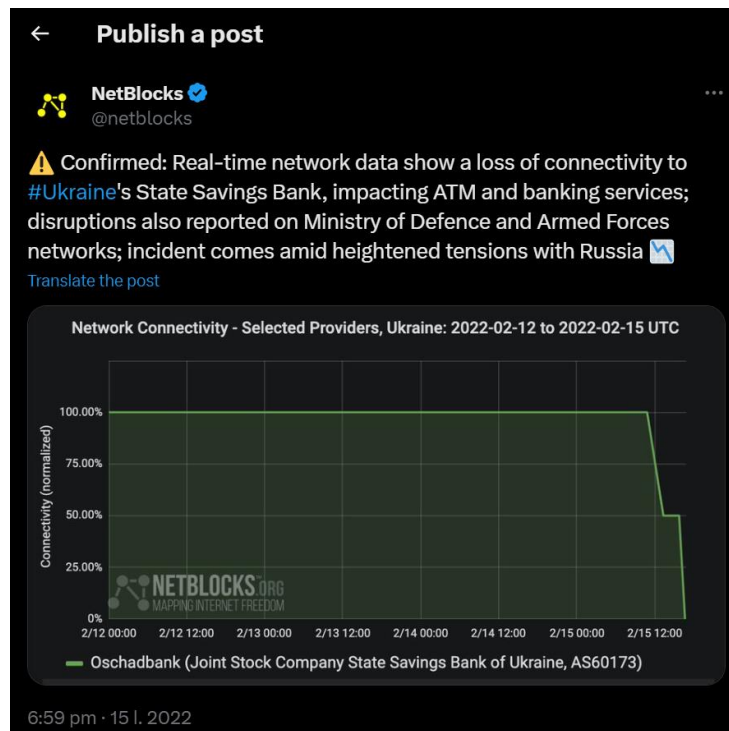 ← Publish a post
NetBlocks
@netblocks
⚠️ Confirmed: Real-time network data show a loss of connectivity to
#Ukraine's State Savings Bank, impacting ATM and banking services;
disruptions also reported on Ministry of Defence and Armed Forces
networks; incident comes amid heightened tensions with Russia 📉
Translate the post
Network Connectivity - Selected Providers, Ukraine: 2022-02-12 to 2022-02-15 UTC
Connectivity (normalized)
100.00%
75.00%
50.00%
25.00%
0%
NETBLOCKS.ORG
MAPPING INTERNET FREEDOM
2/12 00:00 2/12 12:00 2/13 00:00 2/13 12:00 2/14 00:00 2/14 12:00 2/15 00:00 2/15 12:00
Oschadbank (Joint Stock Company State Savings Bank of Ukraine, AS60173)
6:59 pm · 15 l. 2022